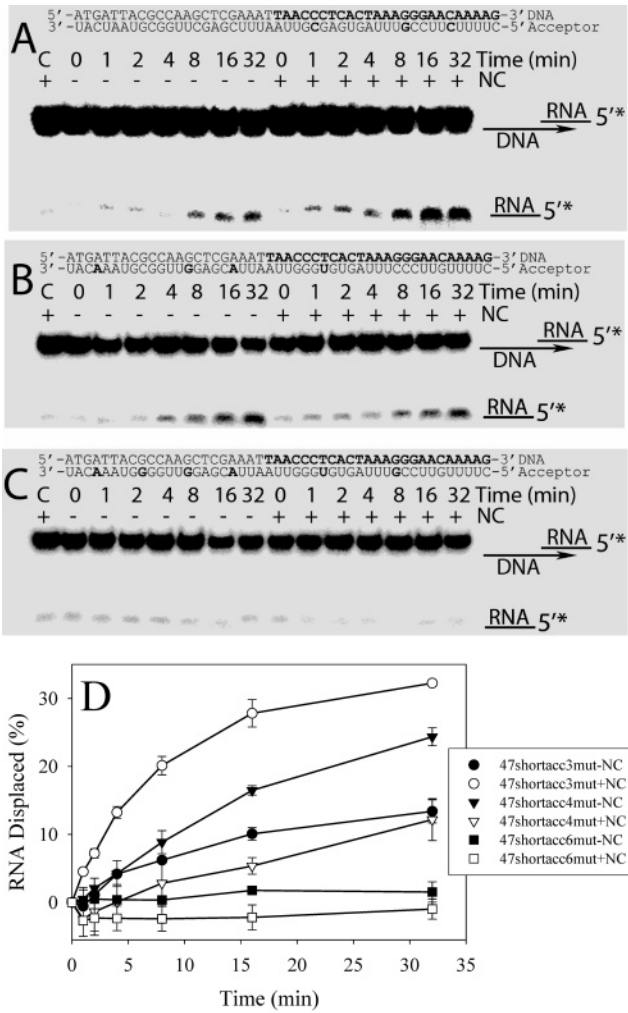 5′-ATGATTACGCCAAGCTCGAAATTAACCCTCACTAAAGGGAACAAAAG-3′DNA
3′-UACUAAUGCGGUUCGAGCUUUAAUUGCGAGUGAUUUGCCUUCUUUUC-5′Acceptor
A
C 0 1 2 4 8 16 32 0 1 2 4 8 16 32 Time (min)
+ - - - - - - - + + + + + + + NC
RNA 5′*
DNA
RNA 5′*
5′-ATGATTACGCCAAGCTCGAAATTAACCCTCACTAAAGGGAACAAAAG-3′DNA
3′-UACAAAUGCGGUUGGAGCAUUAAUUGGGUGUGAUUUCCCUUGUUUUC-5′Acceptor
B
C 0 1 2 4 8 16 32 0 1 2 4 8 16 32 Time (min)
+ - - - - - - - + + + + + + + NC
RNA 5′*
DNA
RNA 5′*
5′-ATGATTACGCCAAGCTCGAAATTAACCCTCACTAAAGGGAACAAAAG-3′DNA
3′-UACAAAUGGGGUUGGAGCAUUAAUUGGGUGUGAUUUGCCUUGUUUUC-5′Acceptor
C
C 0 1 2 4 8 16 32 0 1 2 4 8 16 32 Time (min)
+ - - - - - - - + + + + + + + NC
RNA 5′*
DNA
RNA 5′*
D
RNA Displaced (%)
30
20
10
0
0 5 10 15 20 25 30 35
Time (min)
47shortacc3mut-NC
47shortacc3mut+NC
47shortacc4mut-NC
47shortacc4mut+NC
47shortacc6mut-NC
47shortacc6mut+NC